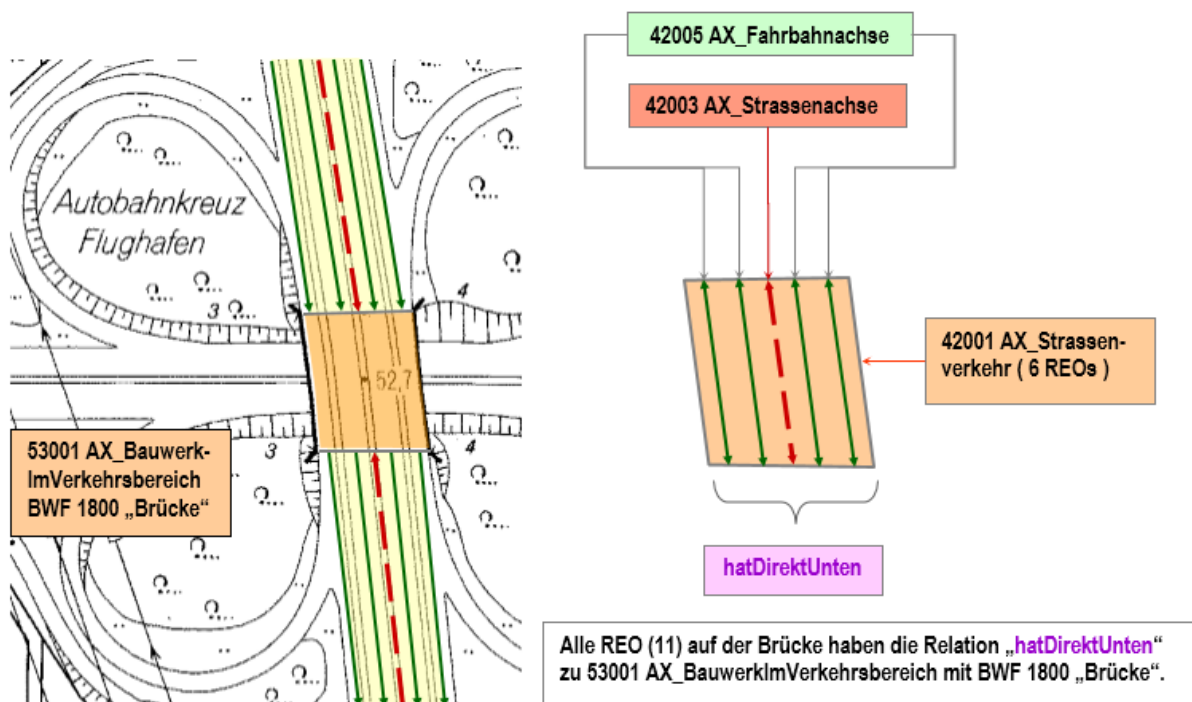 42005 AX_Fahrbahnachse
42003 AX_Strassenachse
Autobahnkreuz
Flughafen
3
4
52,7
42001 AX_Strassen-
verkehr ( 6 REOs )
53001 AX_Bauwerk-
ImVerkehrsbereich
BWF 1800 „Brücke“
3
4
hatDirektUnten
Alle REO (11) auf der Brücke haben die Relation „hatDirektUnten“
zu 53001 AX_BauwerkImVerkehrsbereich mit BWF 1800 „Brücke“.